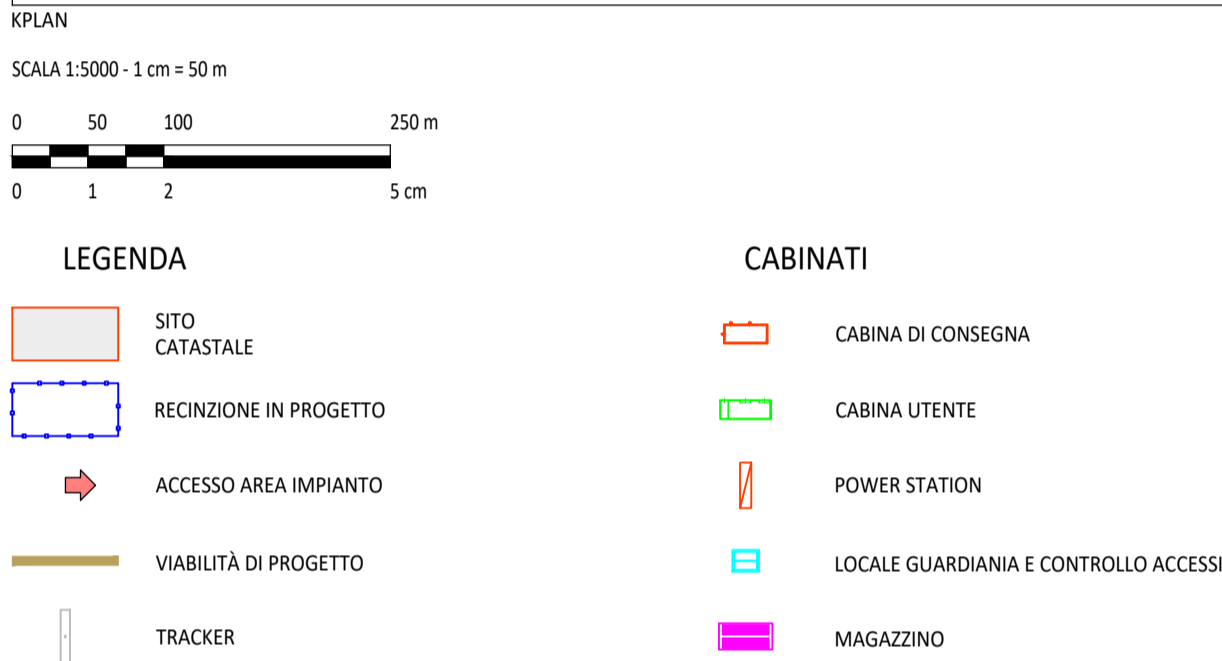 KPLAN
SCALA 1:5000 - 1 cm = 50 m
0 50 100 250 m
0 1 2 5 cm
LEGENDA
SITO
CATASTALE
RECINZIONE IN PROGETTO
ACCESSO AREA IMPIANTO
VIABILITÀ DI PROGETTO
TRACKER
CABINATI
CABINA DI CONSEGNA
CABINA UTENTE
POWER STATION
LOCALE GUARDIANIA E CONTROLLO ACCESSI
MAGAZZINO